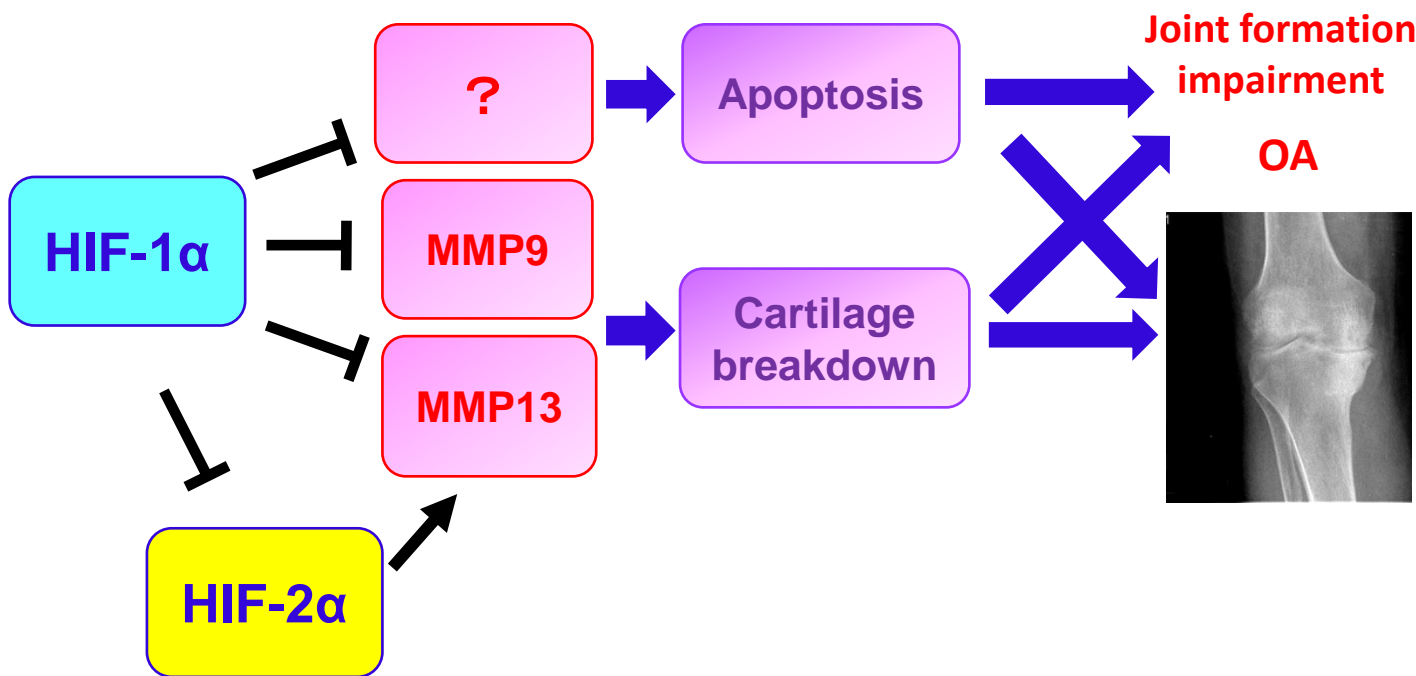 Joint formation
impairment
OA
?
Apoptosis
HIF-1α
MMP9
Cartilage
breakdown
MMP13
HIF-2α